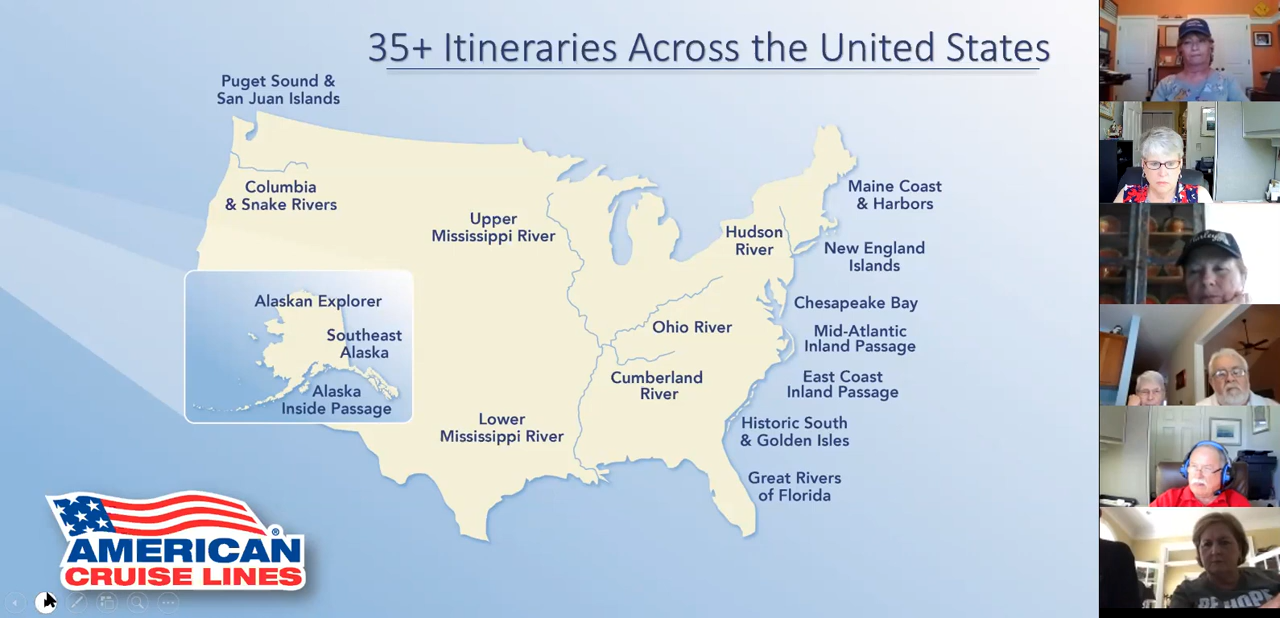 35+ Itineraries Across the United States
Puget Sound &
San Juan Islands
Columbia
& Snake Rivers
Upper
Mississippi River
Hudson
River
Maine Coast
& Harbors
New England
Islands
Chesapeake Bay
Mid-Atlantic
Inland Passage
East Coast
Inland Passage
Historic South
& Golden Isles
Great Rivers
of Florida
Ohio River
Cumberland
River
Lower
Mississippi River
Alaskan Explorer
Southeast
Alaska
Alaska
Inside Passage
AMERICAN®
CRUISE LINES